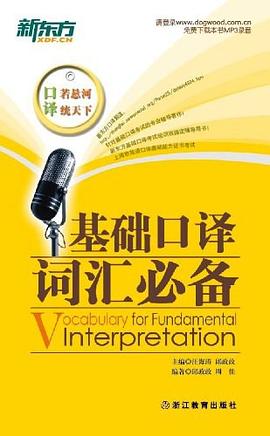 新东方
XDF.CN
请登录www.dogwood.com.cn
免费下载本书MP3录音
口若悬河
译统天下
基础口译
词汇必备
Vocabulary for Fundamental
Interpretation
主编 汪海涛 邱政政
编著 邱政政 周佳
浙江教育出版社